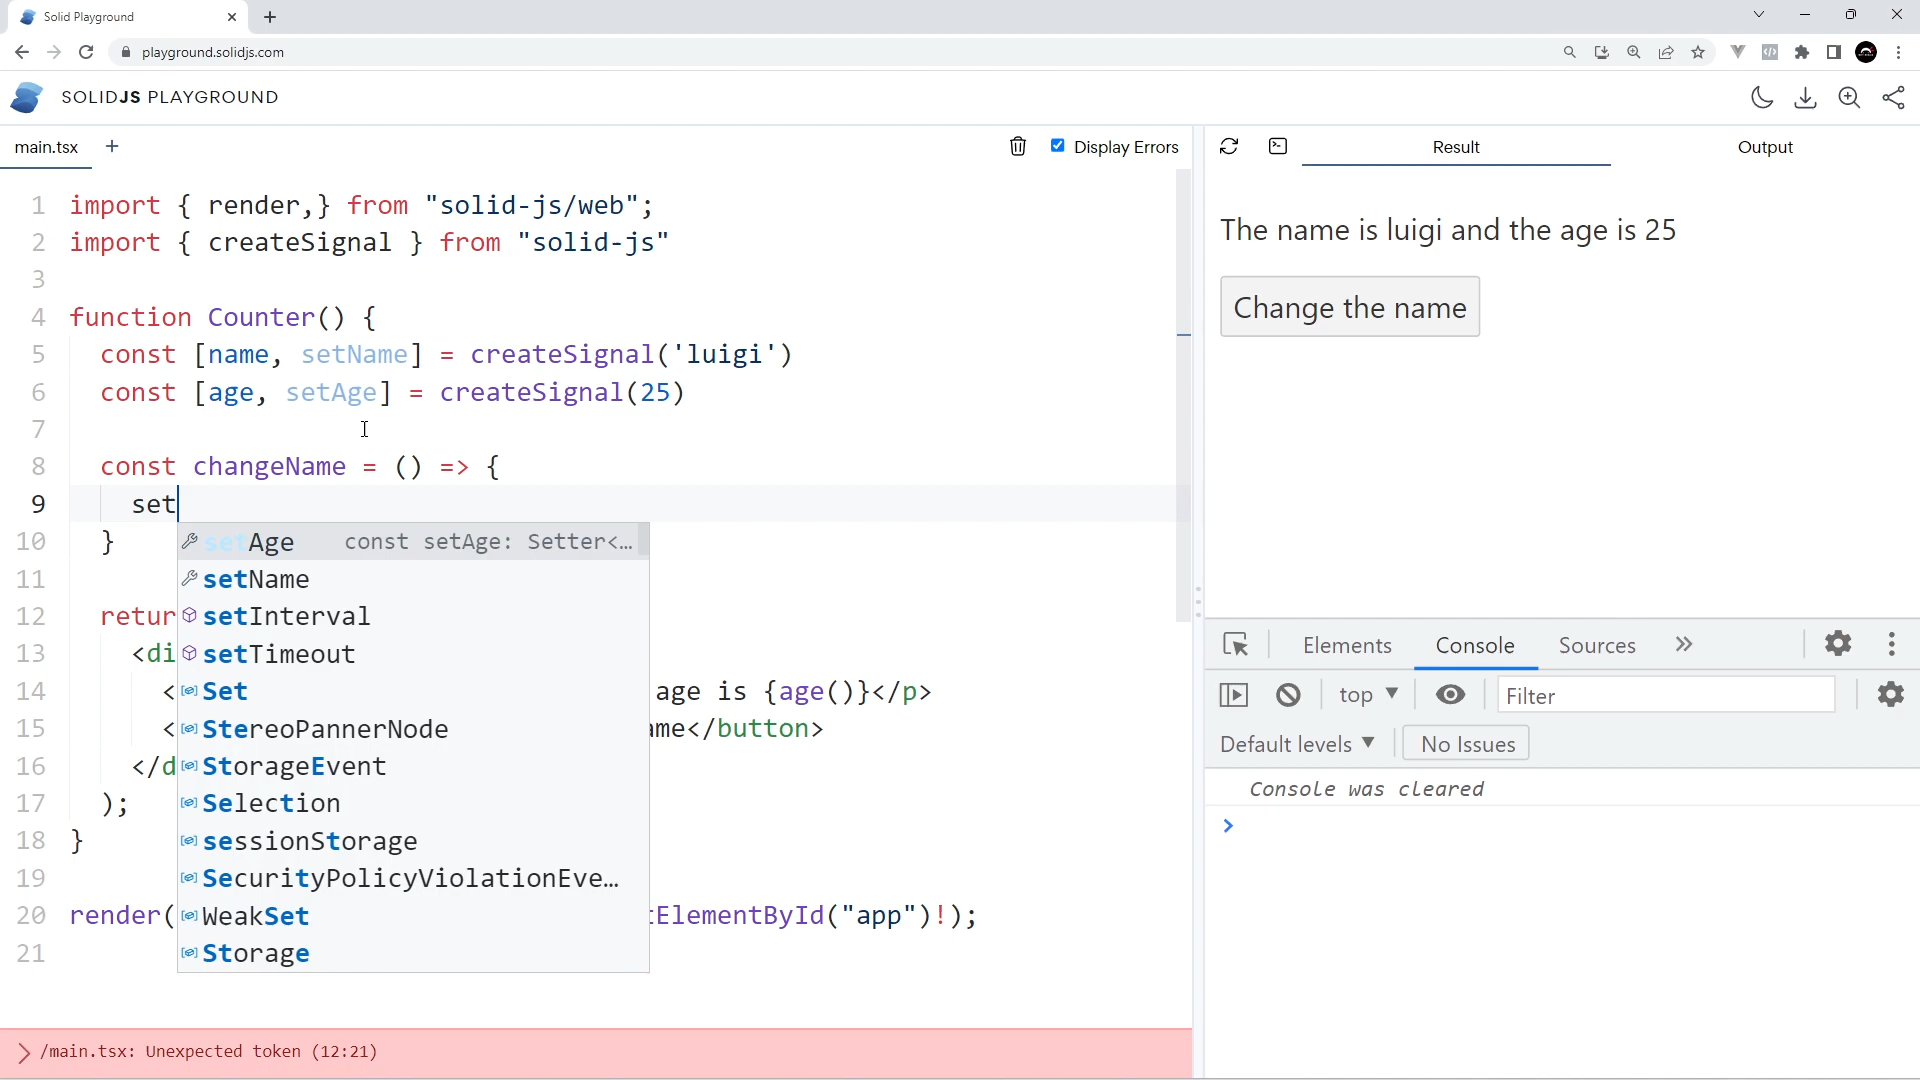 Solid Playground
playground.solidjs.com
SOLIDJS PLAYGROUND
main.tsx
Display Errors
Result
Output
1 import { render,} from "solid-js/web";
2 import { createSignal } from "solid-js"
3
4 function Counter() {
5 const [name, setName] = createSignal('luigi')
6 const [age, setAge] = createSignal(25)
7
8 const changeName = () => {
9 set
10 }
11
12 retur
13 <di
14 < age is {age()}</p>
15 < me</button>
16 </d
17 );
18 }
19
20 render( tElementById("app")!);
21
setAge const setAge: Setter<…
setName
setInterval
setTimeout
Set
StereoPannerNode
StorageEvent
Selection
sessionStorage
SecurityPolicyViolationEve…
WeakSet
Storage
/main.tsx: Unexpected token (12:21)
The name is luigi and the age is 25
Change the name
Elements
Console
Sources
top
Filter
Default levels
No Issues
Console was cleared